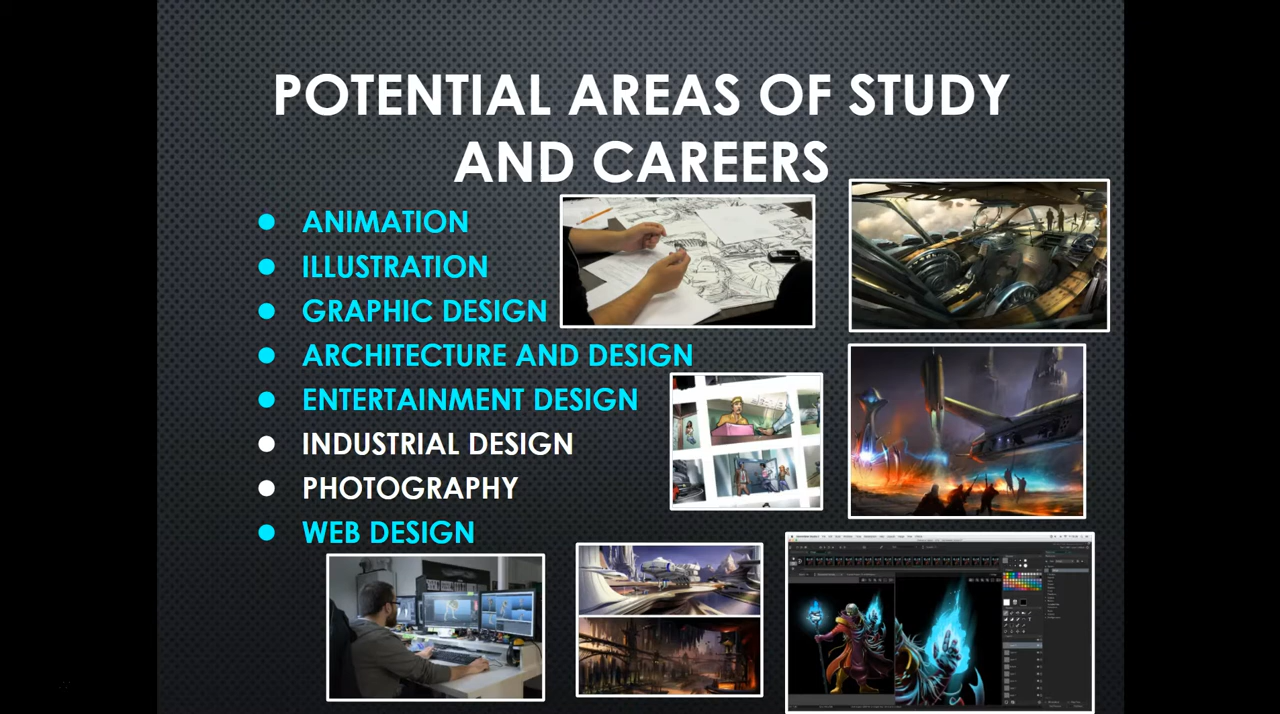 POTENTIAL AREAS OF STUDY
AND CAREERS
● ANIMATION
● ILLUSTRATION
● GRAPHIC DESIGN
● ARCHITECTURE AND DESIGN
● ENTERTAINMENT DESIGN
● INDUSTRIAL DESIGN
● PHOTOGRAPHY
● WEB DESIGN